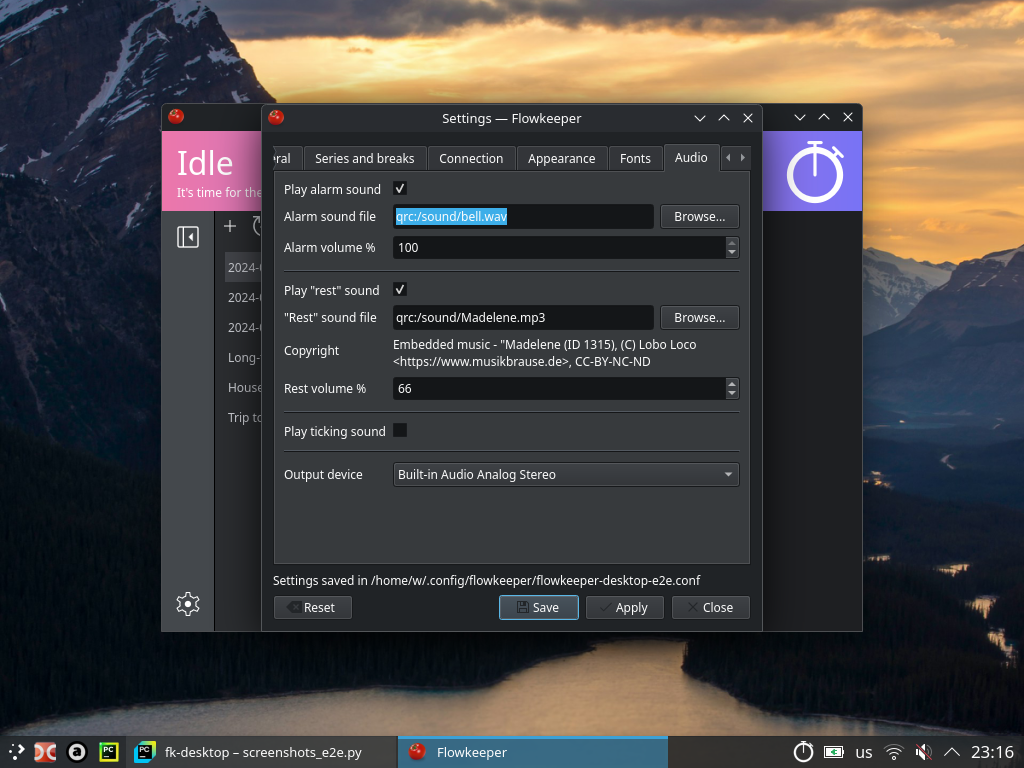 Settings — Flowkeeper
Idle
It's time for the
eral
Series and breaks
Connection
Appearance
Fonts
Audio
Play alarm sound
Alarm sound file
qrc:/sound/bell.wav
Browse...
Alarm volume %
100
Play "rest" sound
"Rest" sound file
qrc:/sound/Madelene.mp3
Browse...
Copyright
Embedded music - "Madelene (ID 1315), (C) Lobo Loco
<https://www.musikbrause.de>, CC-BY-NC-ND
Rest volume %
66
Play ticking sound
Output device
Built-in Audio Analog Stereo
Settings saved in /home/w/.config/flowkeeper/flowkeeper-desktop-e2e.conf
Reset
Save
Apply
Close
2024-
2024-
2024-
Long-
House
Trip to
PC
PC
fk-desktop – screenshots_e2e.py
Flowkeeper
us
23:16